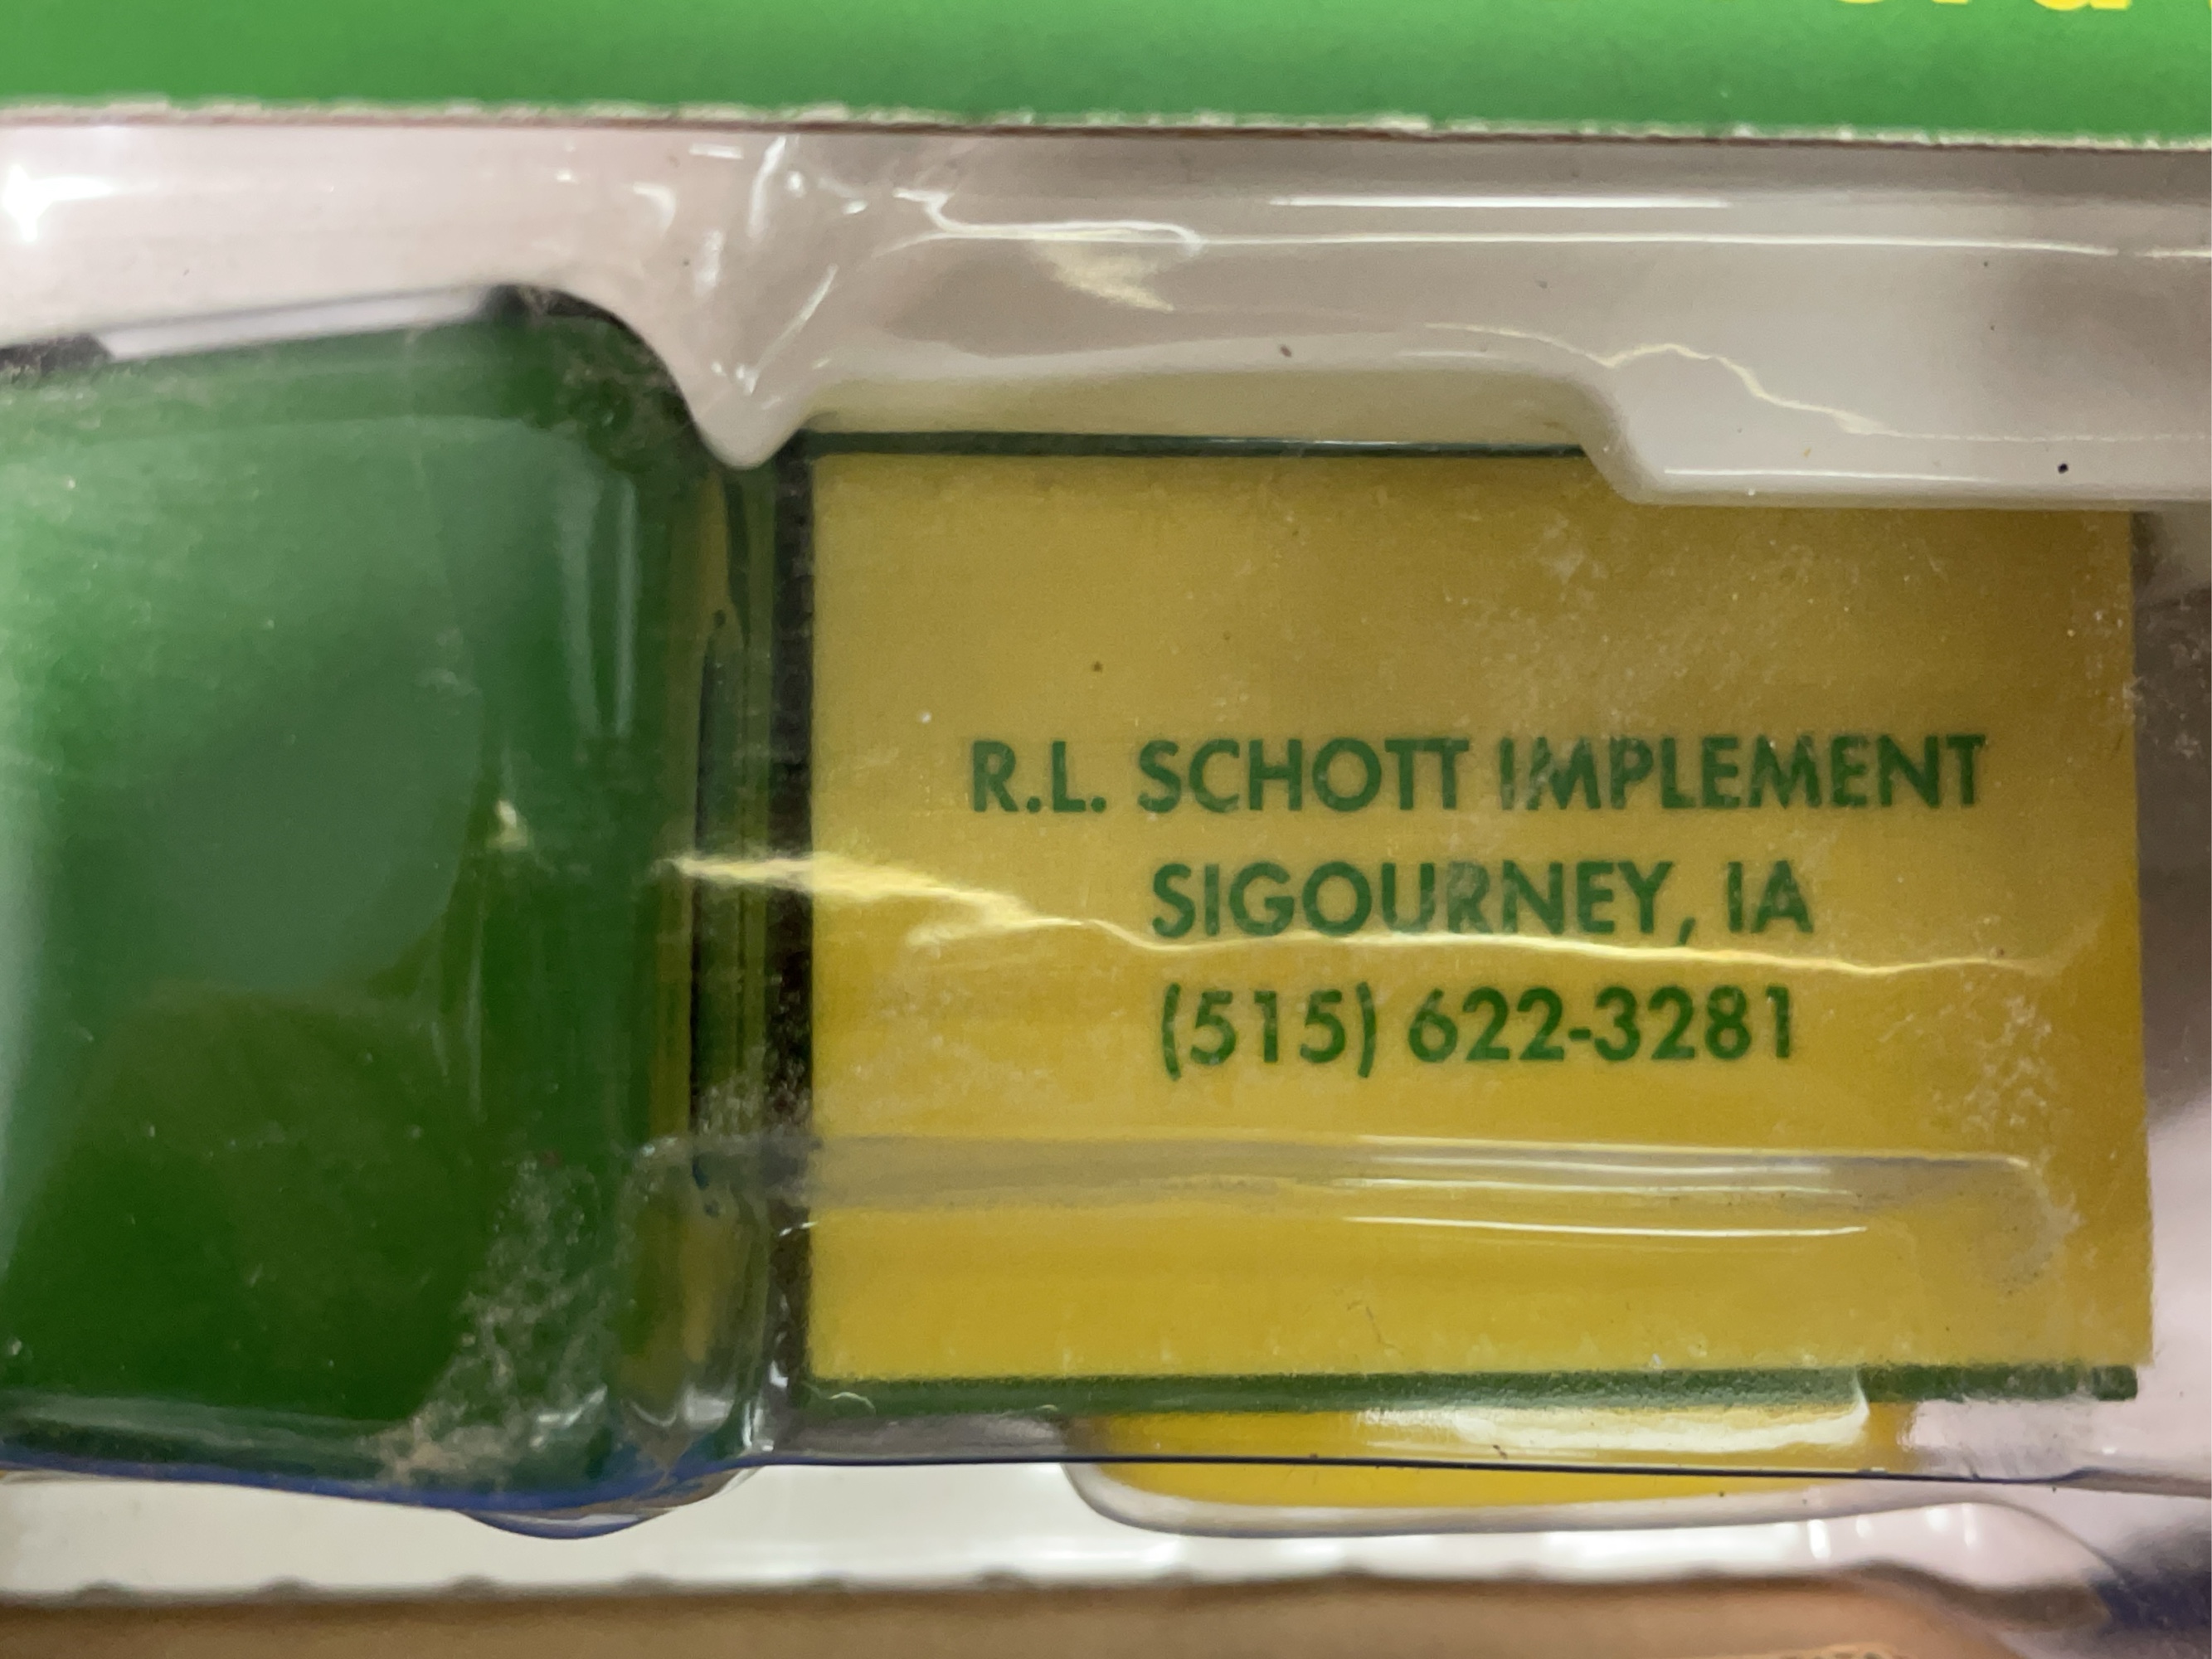 R.L. SCHOTT IMPLEMENT
SIGOURNEY, IA
(515) 622-3281